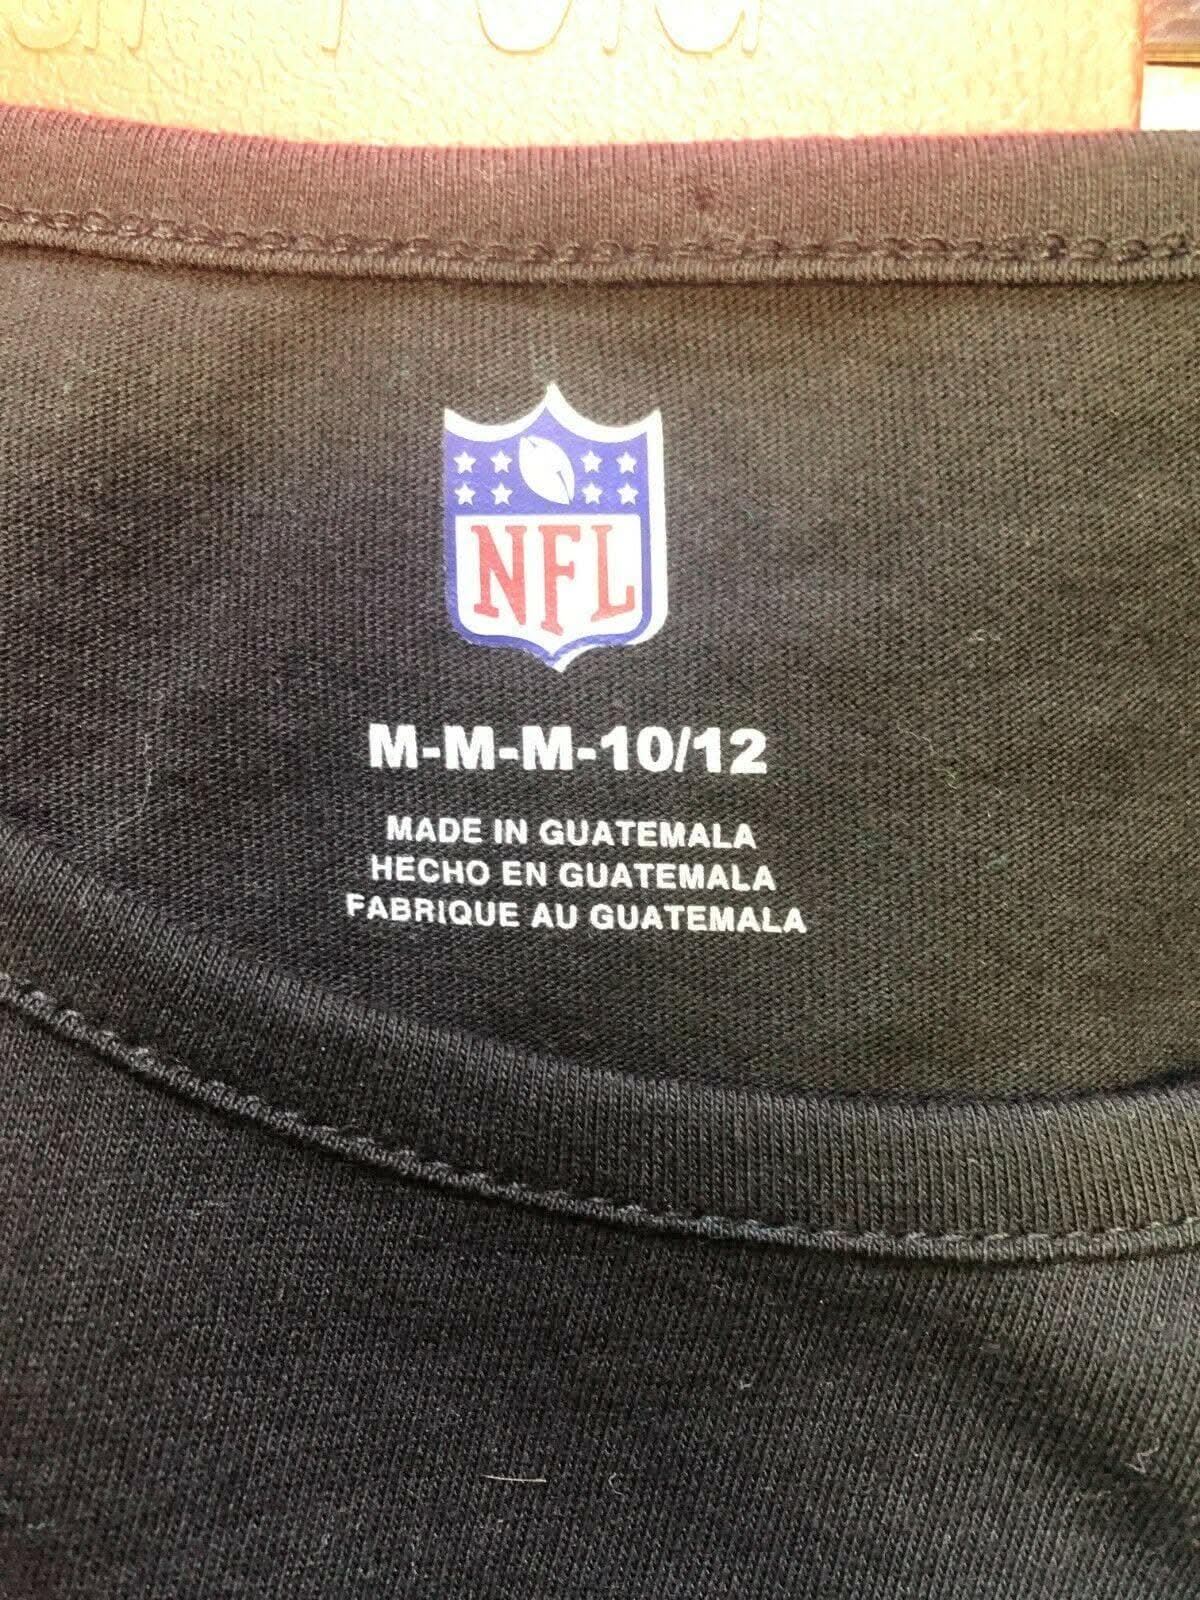 NFL
M-M-M-10/12
MADE IN GUATEMALA
HECHO EN GUATEMALA
FABRIQUE AU GUATEMALA